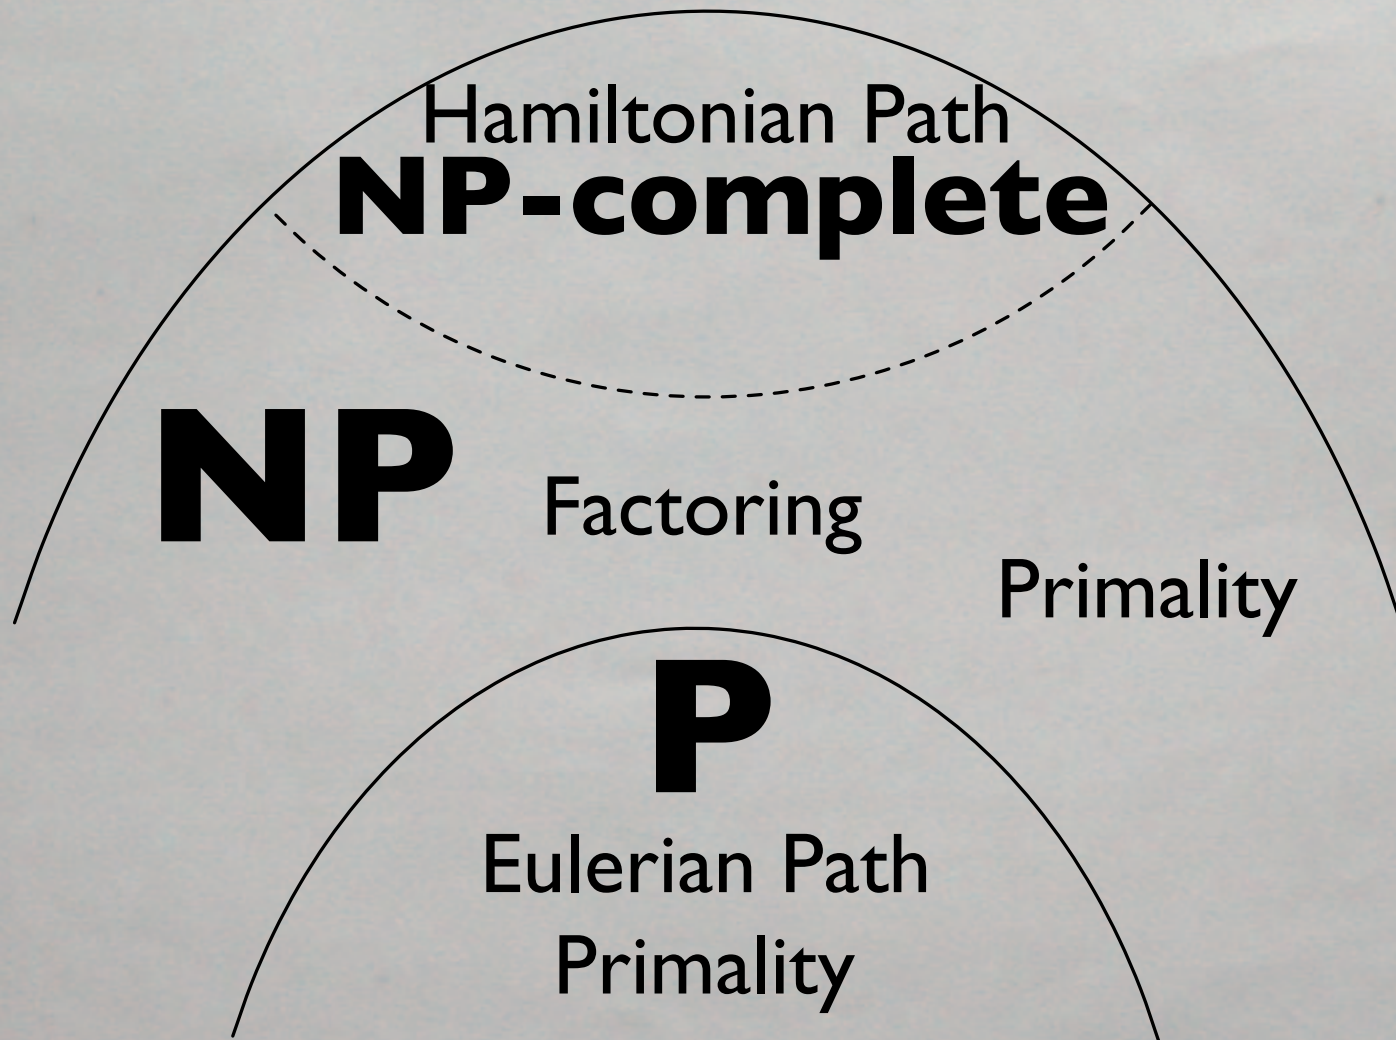 Hamiltonian Path
NP-complete
NP
Factoring
Primality
P
Eulerian Path
Primality